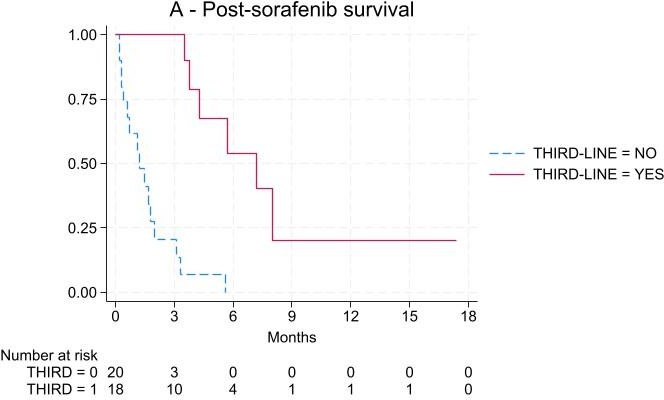 A - Post-sorafenib survival
1.00
0.75
0.50
0.25
0.00
0 3 6 9 12 15 18
Months
THIRD-LINE = NO
THIRD-LINE = YES
Number at risk
THIRD = 0 20 3 0 0 0 0 0
THIRD = 1 18 10 4 1 1 1 0